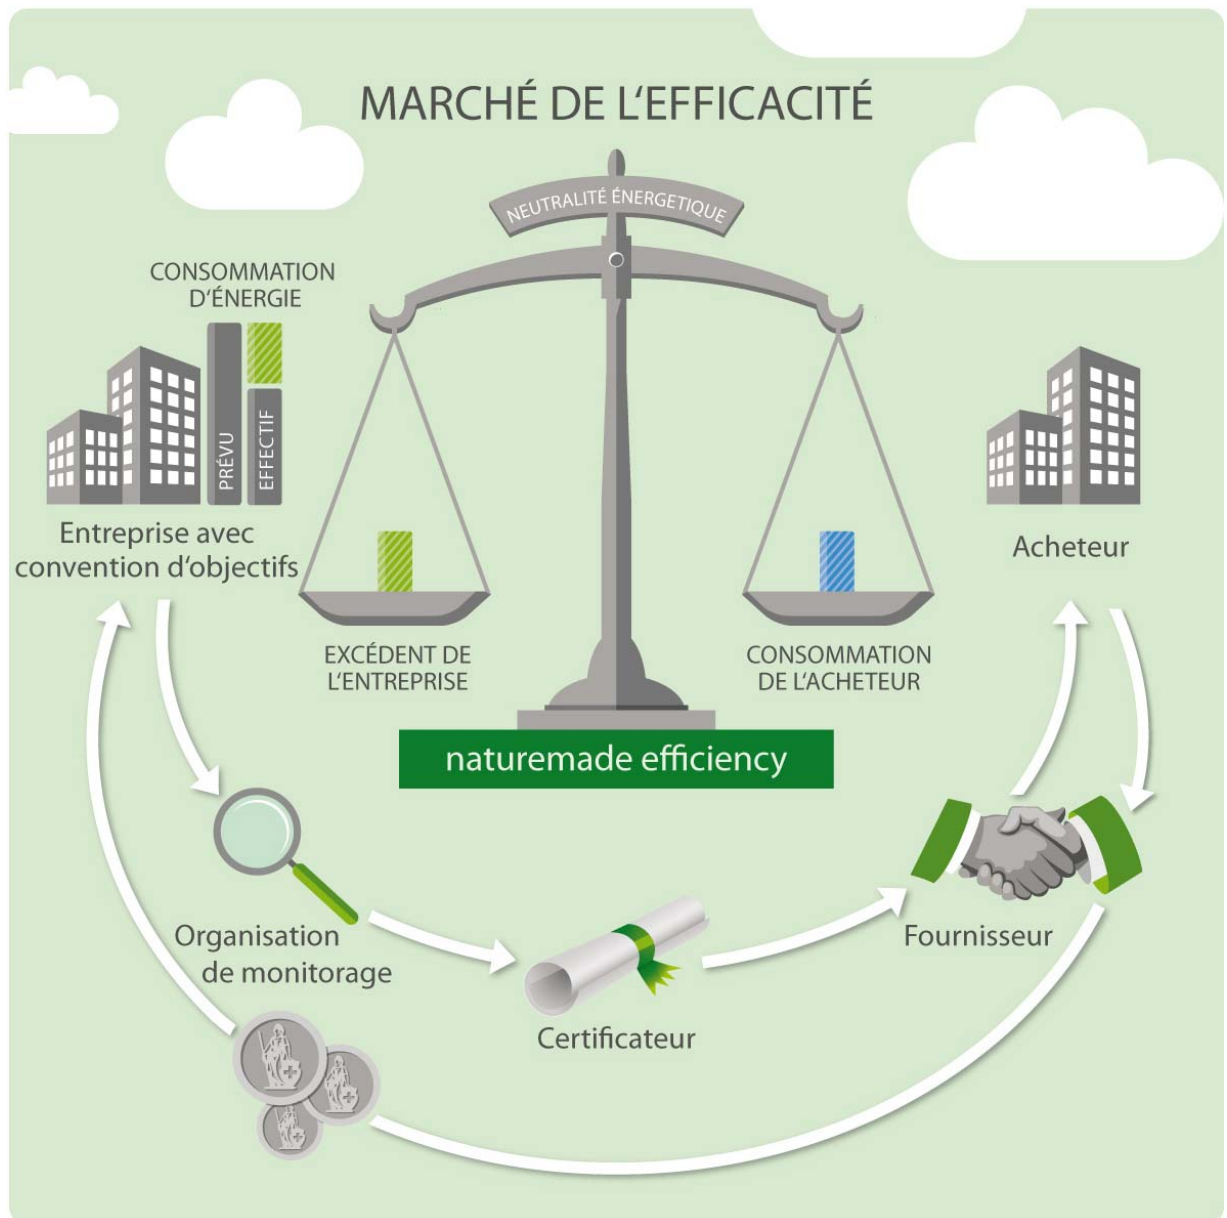 MARCHÉ DE L‘EFFICACITÉ
NEUTRALITÉ ÉNERGETIQUE
CONSOMMATION
D‘ÉNERGIE
PRÉVU
EFFECTIF
Entreprise avec
convention d‘objectifs
Acheteur
EXCÉDENT DE
L‘ENTREPRISE
CONSOMMATION
DE L‘ACHETEUR
naturemade efficiency
Organisation
de monitorage
Certificateur
Fournisseur